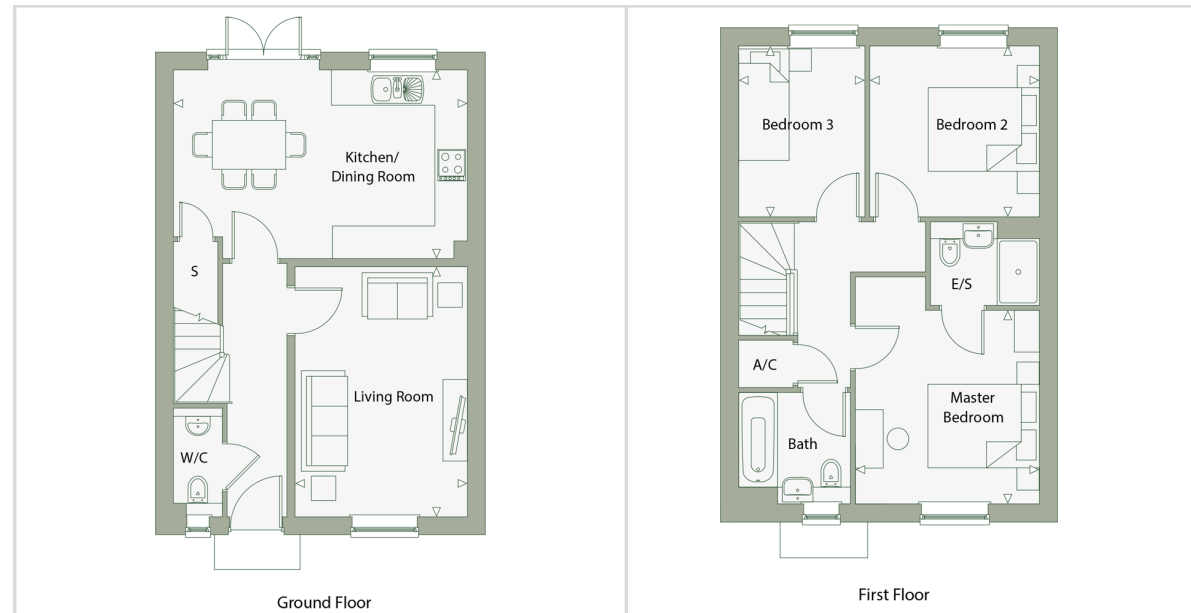 Kitchen/
Dining Room
S
Living Room
W/C
Ground Floor
Bedroom 3
Bedroom 2
E/S
A/C
Master
Bedroom
Bath
First Floor